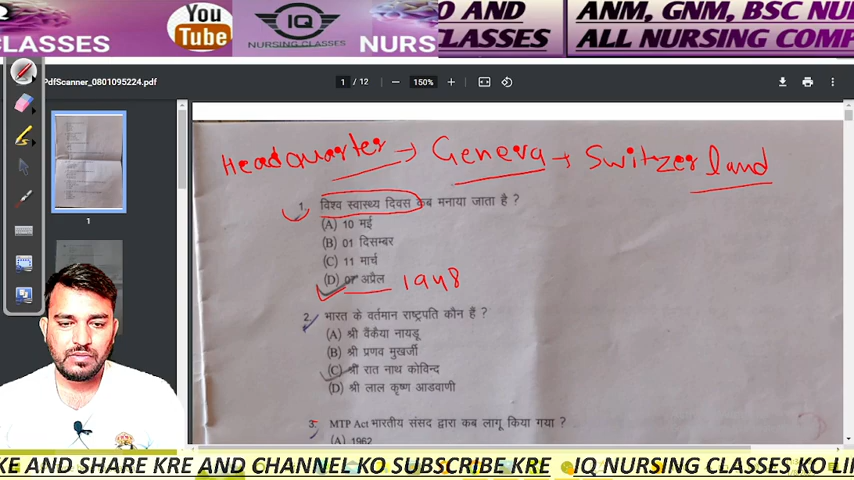 CLASSES
You
Tube
IQ
NURSING CLASSES
NURS
O AND
LASSES
ANM, GNM, BSC NU
ALL NURSING COMP
PdfScanner_0801095224.pdf
1 / 12
150%
1
Headquarter → Geneva → Switzerland
1. विश्व स्वास्थ्य दिवस कब मनाया जाता है ?
(A) 10 मई
(B) 01 दिसम्बर
(C) 11 मार्च
(D) 07 अप्रैल 1948
2. भारत के वर्तमान राष्ट्रपति कौन हैं ?
(A) श्री वैंकैया नायडू
(B) श्री प्रणव मुखर्जी
(C) श्री रात नाथ कोविन्द
(D) श्री लाल कृष्ण आडवाणी
3. MTP Act भारतीय संसद द्वारा कब लागू किया गया ?
(A) 1962
KE AND SHARE KRE AND CHANNEL KO SUBSCRIBE KRE IQ NURSING CLASSES KO LI